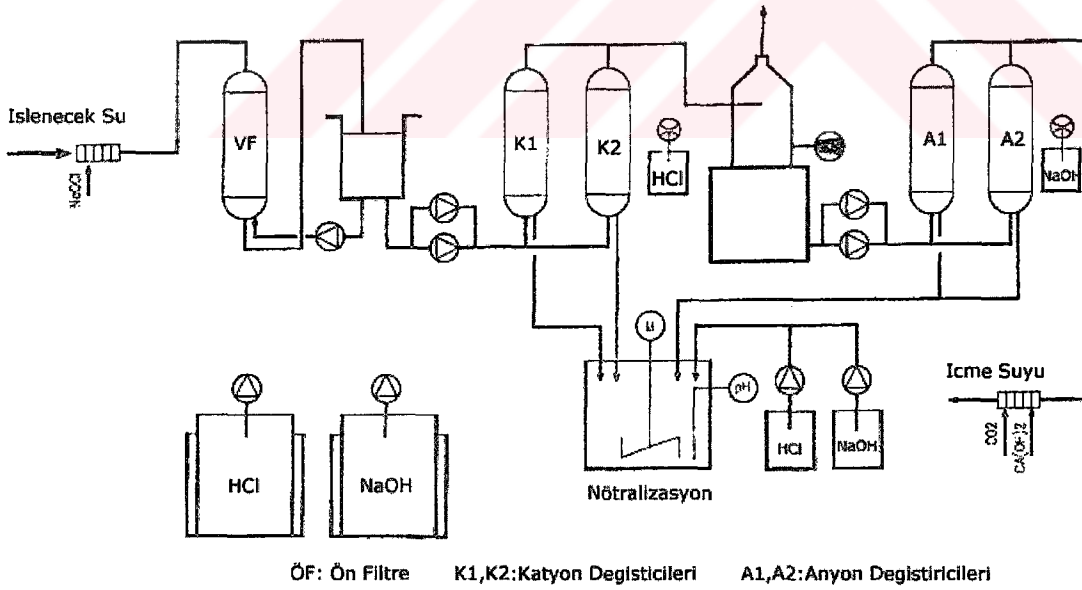 Islenecek Su
VF
K1
K2
HCl
A1
A2
NaOH
M
pH
HCl
NaOH
Nötralizasyon
Icme Suyu
CO2
CA(OH)2
HCl
NaOH
ÖF: Ön Filtre K1,K2:Katyon Degisticileri A1,A2:Anyon Degistiricileri